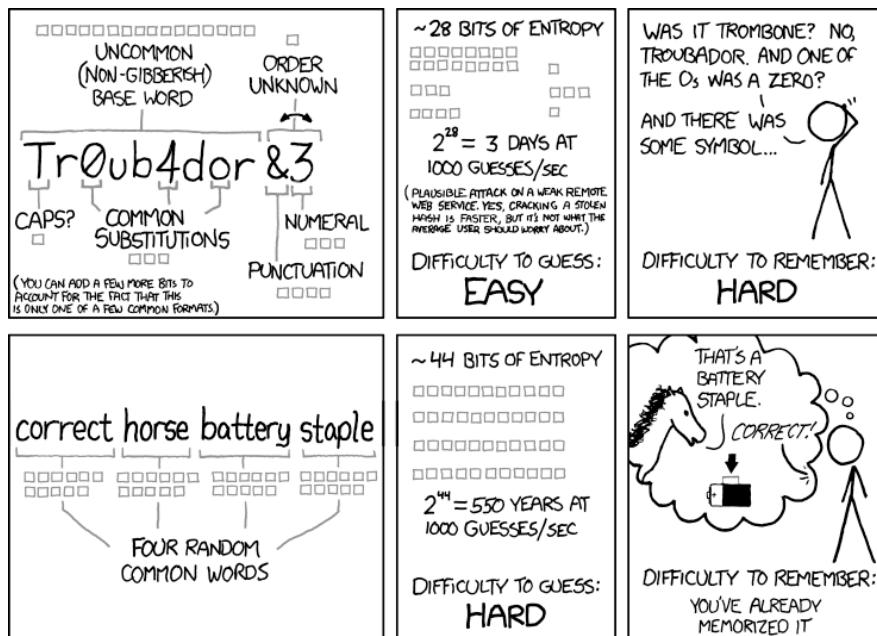 UNCOMMON
(NON-GIBBERISH)
BASE WORD
ORDER
UNKNOWN
Tr0ub4dor &3
CAPS?
COMMON
SUBSTITUTIONS
NUMERAL
PUNCTUATION
(YOU CAN ADD A FEW MORE BITS TO
ACCOUNT FOR THE FACT THAT THIS
IS ONLY ONE OF A FEW COMMON FORMATS.)
~28 BITS OF ENTROPY
2^28 = 3 DAYS AT
1000 GUESSES/SEC
(PLAUSIBLE ATTACK ON A WEAK REMOTE
WEB SERVICE. YES, CRACKING A STOLEN
HASH IS FASTER, BUT IT'S NOT WHAT THE
AVERAGE USER SHOULD WORRY ABOUT.)
DIFFICULTY TO GUESS:
EASY
WAS IT TROMBONE? NO,
TROUBADOR. AND ONE OF
THE Os WAS A ZERO?
AND THERE WAS
SOME SYMBOL...
DIFFICULTY TO REMEMBER:
HARD
correct horse battery staple
FOUR RANDOM
COMMON WORDS
~44 BITS OF ENTROPY
2^44 = 550 YEARS AT
1000 GUESSES/SEC
DIFFICULTY TO GUESS:
HARD
THAT'S A
BATTERY
STAPLE.
CORRECT!
DIFFICULTY TO REMEMBER:
YOU'VE ALREADY
MEMORIZED IT